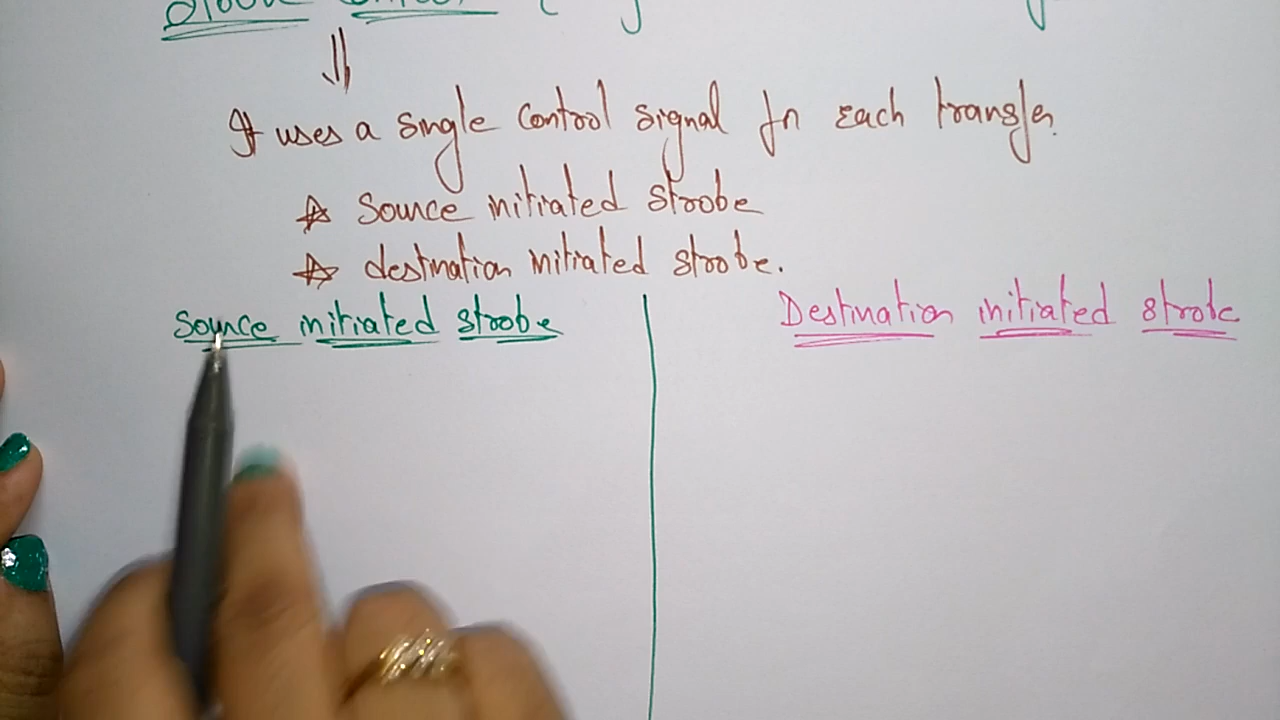 It uses a single control signal for each transfer.
☆ Source initiated strobe
☆ destination initiated strobe.
Source initiated strobe
Destination initiated strobe